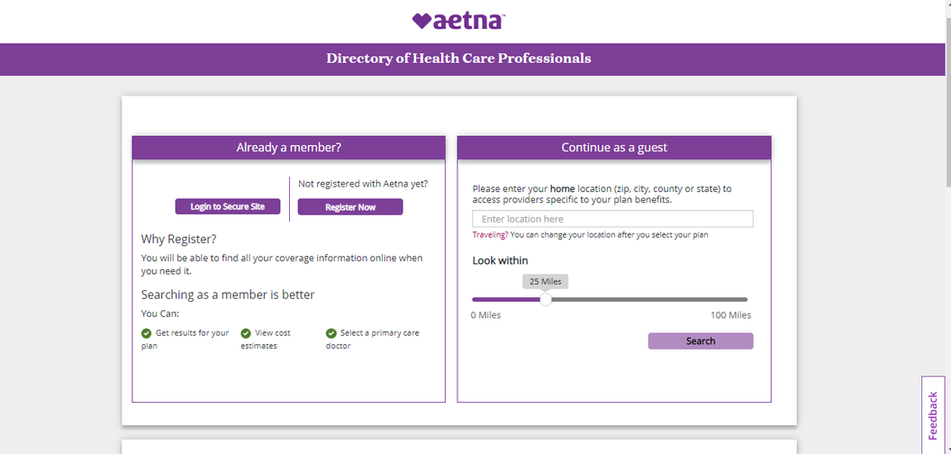 aetna™
Directory of Health Care Professionals
Already a member?
Not registered with Aetna yet?
Login to Secure Site
Register Now
Why Register?
You will be able to find all your coverage information online when
you need it.
Searching as a member is better
You Can:
Get results for your
plan
View cost
estimates
Select a primary care
doctor
Continue as a guest
Please enter your home location (zip, city, county or state) to
access providers specific to your plan benefits.
Enter location here
Traveling? You can change your location after you select your plan
Look within
25 Miles
0 Miles
100 Miles
Search
Feedback